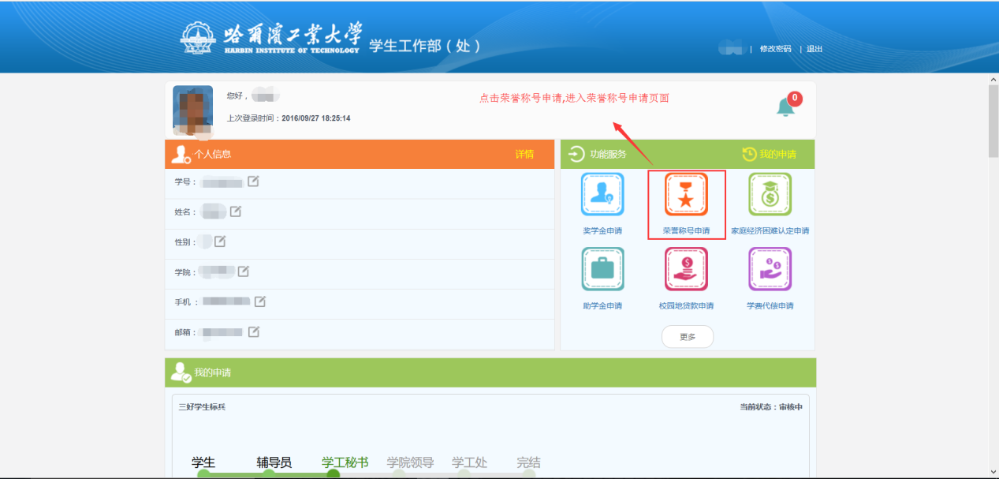 哈爾濱工業大學
HARBIN INSTITUTE OF TECHNOLOGY
学生工作部（处）
| 修改密码 | 退出
您好，
点击荣誉称号申请,进入荣誉称号申请页面
0
上次登录时间：2016/09/27 18:25:14
个人信息 详情
功能服务 我的申请
学号：
姓名：
性别：
学院：
手机：
邮箱：
奖学金申请 荣誉称号申请 家庭经济困难认定申请
助学金申请 校园地贷款申请 学费代偿申请
更多
我的申请
三好学生标兵 当前状态：审核中
学生 辅导员 学工秘书 学院领导 学工处 完结